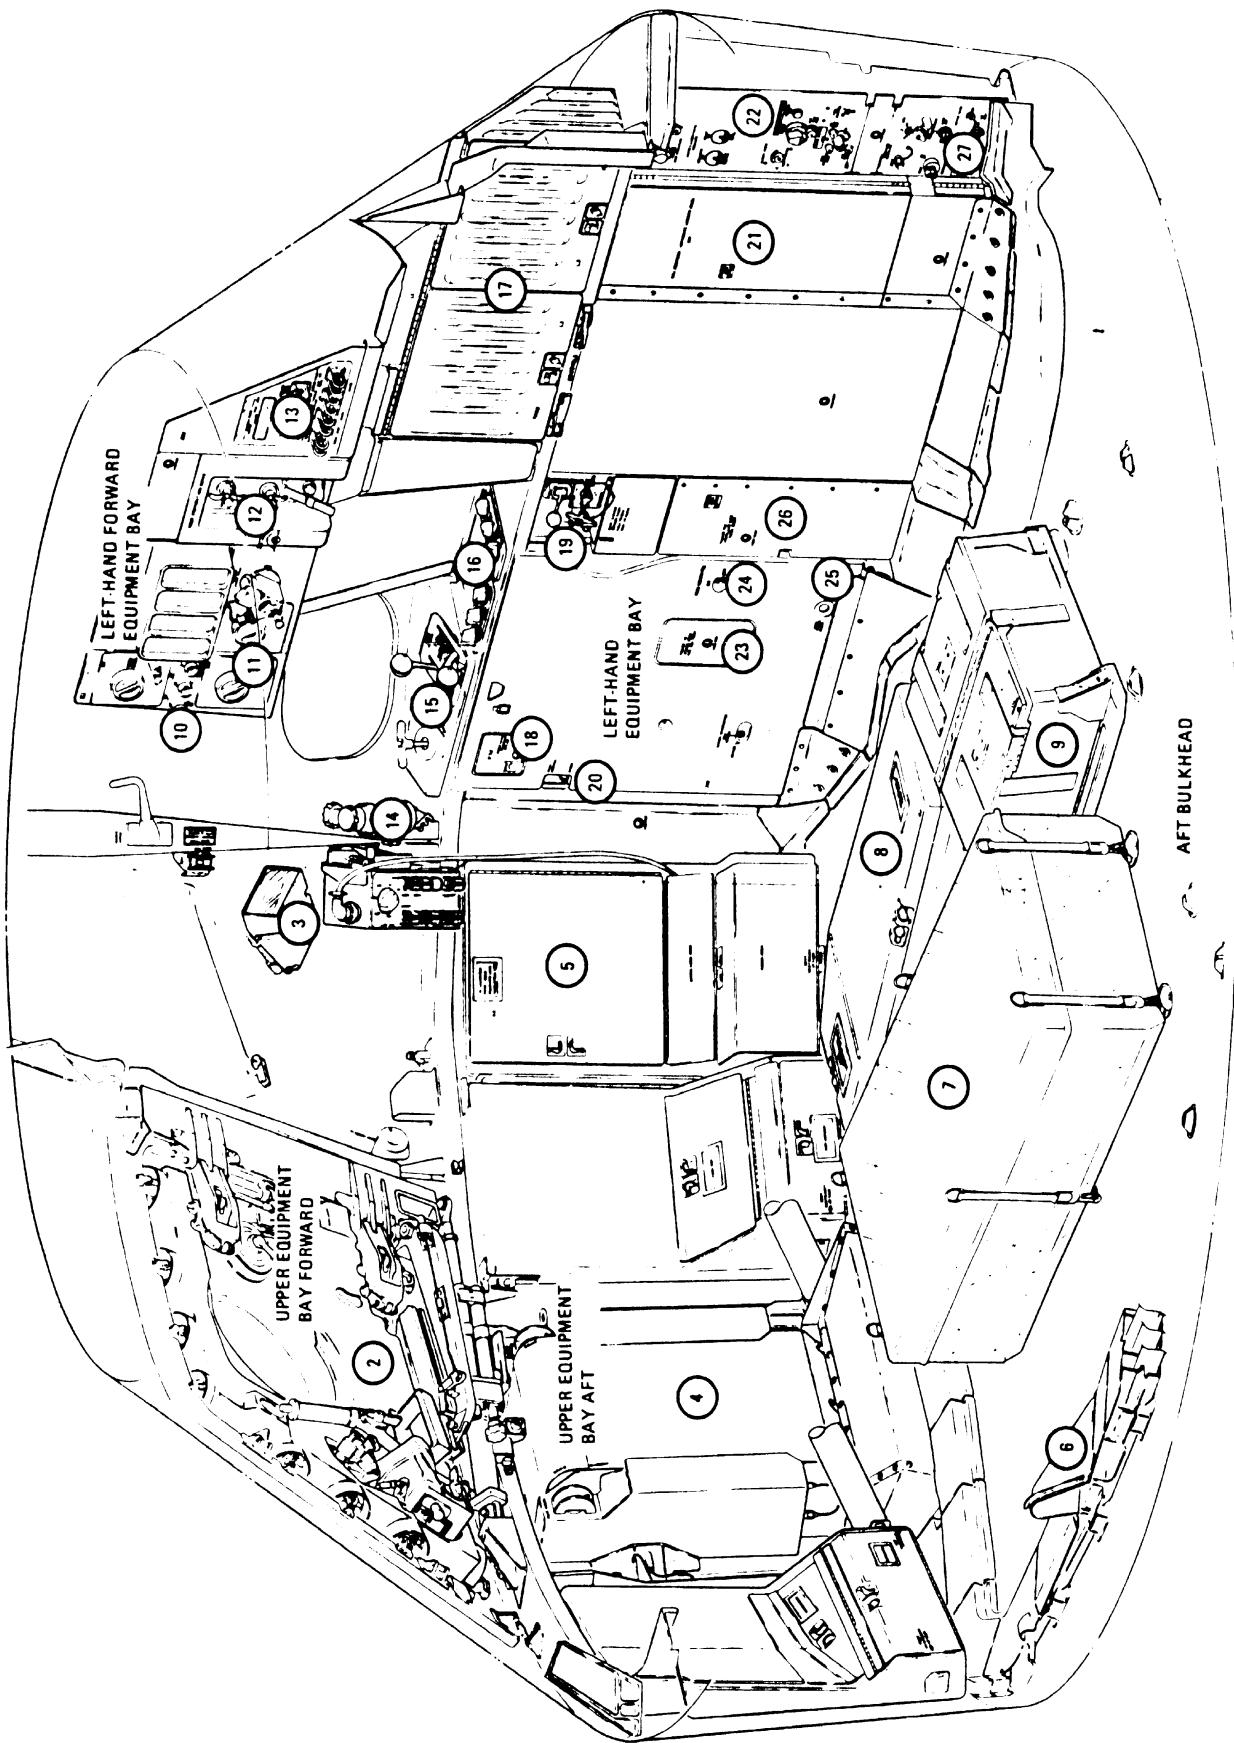 LEFT-HAND FORWARD
EQUIPMENT BAY
13
12
11
10
17
22
27
21
16
15
14
19
26
24
25
23
LEFT-HAND
EQUIPMENT BAY
18
20
3
5
8
9
7
AFT BULKHEAD
UPPER EQUIPMENT
BAY FORWARD
2
UPPER EQUIPMENT
BAY AFT
4
6